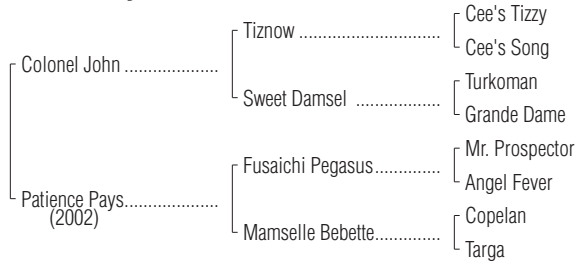 Cee's Tizzy
Tiznow ..............................
Cee's Song
Colonel John ....................
Turkoman
Sweet Damsel ..................
Grande Dame
Mr. Prospector
Fusaichi Pegasus..............
Angel Fever
Patience Pays....................
(2002)
Copelan
Mamselle Bebette..............
Targa